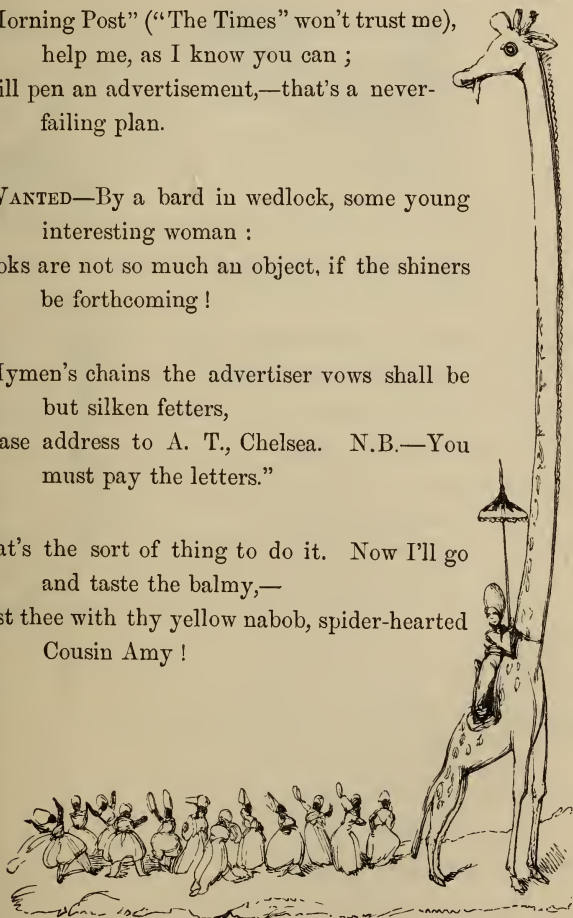 orning Post” (“The Times” won’t trust me),
help me, as I know you can ;
ill pen an advertisement,—that’s a never-
failing plan.
WANTED—By a bard in wedlock, some young
interesting woman :
oks are not so much an object, if the shiners
be forthcoming !
ymen’s chains the advertiser vows shall be
but silken fetters,
ase address to A. T., Chelsea. N.B.—You
must pay the letters.”
at’s the sort of thing to do it. Now I’ll go
and taste the balmy,—
st thee with thy yellow nabob, spider-hearted
Cousin Amy !